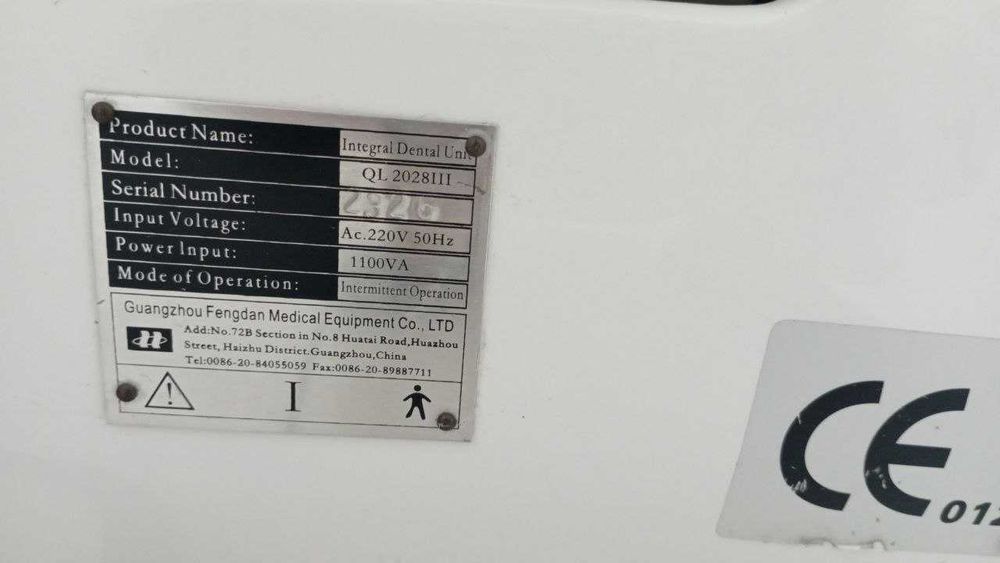 Product Name: Integral Dental Unit
Model: QL 2028III
Serial Number: 2326
Input Voltage: Ac.220V 50Hz
Power Input: 1100VA
Mode of Operation: Intermittent Operation
Guangzhou Fengdan Medical Equipment Co., LTD
Add:No.72B Section in No.8 Huatai Road,Huazhou
Street, Haizhu District.Guangzhou,China
Tel:0086-20-84055059 Fax:0086-20-89887711
I
CE
012